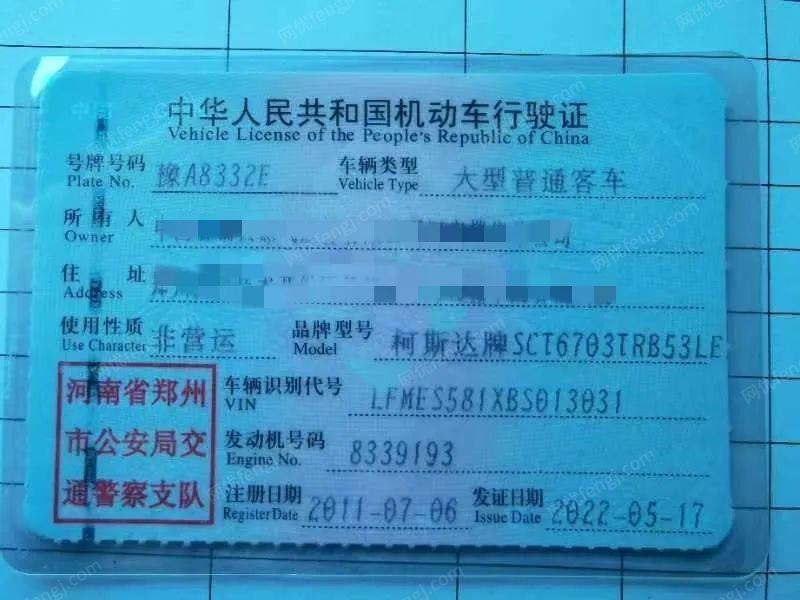 中华人民共和国机动车行驶证
Vehicle License of the People's Republic of China
号牌号码 豫A8332E 车辆类型 大型普通客车
Plate No. Vehicle Type
所有人 公司
Owner
住址
Address
使用性质 非营运 品牌型号 柯斯达牌SCT6703TRB53LE
Use Character Model
河南省郑州 车辆识别代号 LFMES581XBS013031
VIN
市公安局交 发动机号码 8339193
Engine No.
通警察支队 注册日期 2011-07-06 发证日期 2022-05-17
Register Date Issue Date